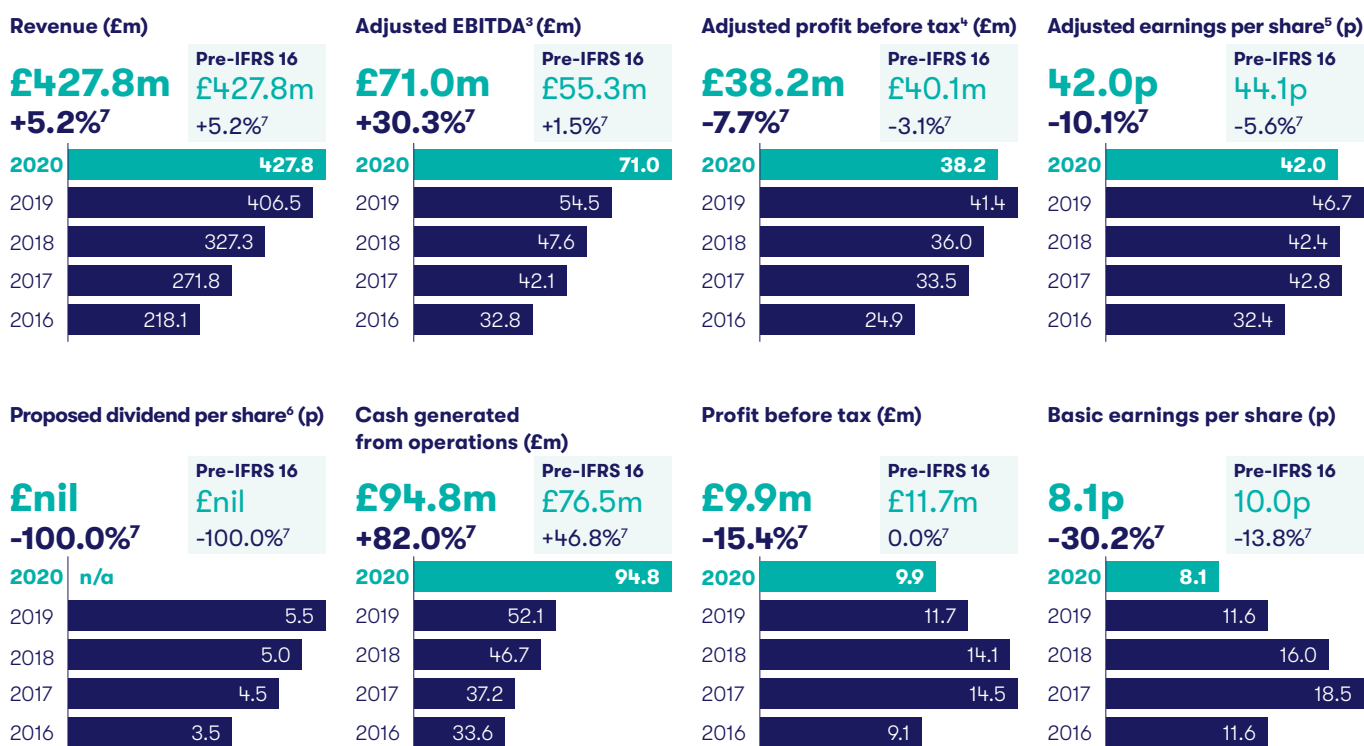 Revenue (£m)
£427.8m
+5.2%⁷
Pre-IFRS 16
£427.8m
+5.2%⁷
2020 427.8
2019 406.5
2018 327.3
2017 271.8
2016 218.1
Adjusted EBITDA³ (£m)
£71.0m
+30.3%⁷
Pre-IFRS 16
£55.3m
+1.5%⁷
2020 71.0
2019 54.5
2018 47.6
2017 42.1
2016 32.8
Adjusted profit before tax⁴ (£m)
£38.2m
-7.7%⁷
Pre-IFRS 16
£40.1m
-3.1%⁷
2020 38.2
2019 41.4
2018 36.0
2017 33.5
2016 24.9
Adjusted earnings per share⁵ (p)
42.0p
-10.1%⁷
Pre-IFRS 16
44.1p
-5.6%⁷
2020 42.0
2019 46.7
2018 42.4
2017 42.8
2016 32.4
Proposed dividend per share⁶ (p)
£nil
-100.0%⁷
Pre-IFRS 16
£nil
-100.0%⁷
2020 n/a
2019 5.5
2018 5.0
2017 4.5
2016 3.5
Cash generated
from operations (£m)
£94.8m
+82.0%⁷
Pre-IFRS 16
£76.5m
+46.8%⁷
2020 94.8
2019 52.1
2018 46.7
2017 37.2
2016 33.6
Profit before tax (£m)
£9.9m
-15.4%⁷
Pre-IFRS 16
£11.7m
0.0%⁷
2020 9.9
2019 11.7
2018 14.1
2017 14.5
2016 9.1
Basic earnings per share (p)
8.1p
-30.2%⁷
Pre-IFRS 16
10.0p
-13.8%⁷
2020 8.1
2019 11.6
2018 16.0
2017 18.5
2016 11.6